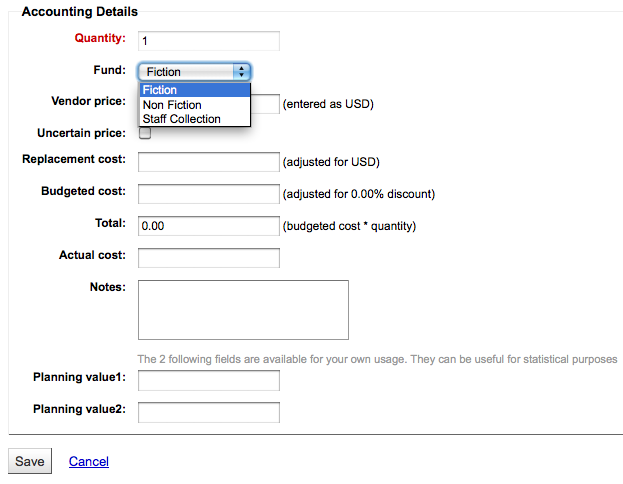 Accounting Details
Quantity: 1
Fund: Fiction
Fiction
Vendor price: (entered as USD)
Non Fiction
Staff Collection
Uncertain price:
Replacement cost: (adjusted for USD)
Budgeted cost: (adjusted for 0.00% discount)
Total: 0.00 (budgeted cost * quantity)
Actual cost:
Notes:
The 2 following fields are available for your own usage. They can be useful for statistical purposes
Planning value1:
Planning value2:
Save Cancel